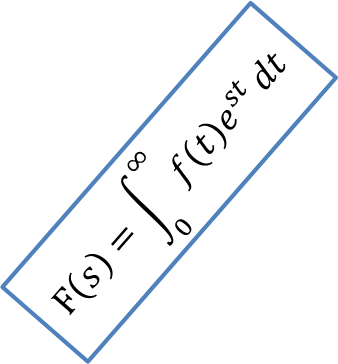 F(s) = ∫₀^∞ f(t)e^{st} dt